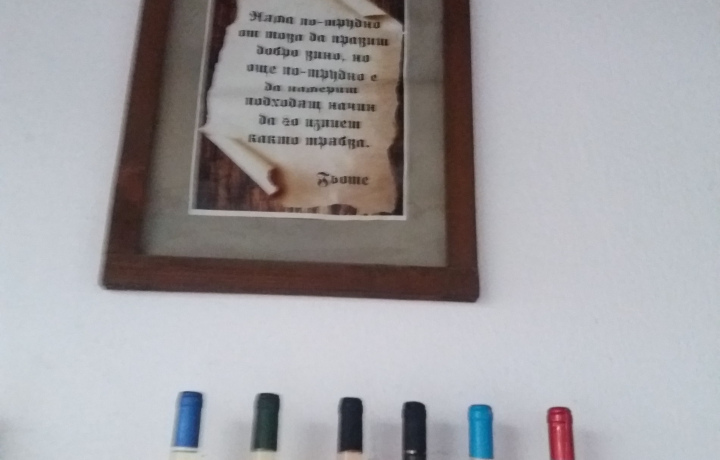 Няма по-трудно
от това да правиш
добро вино, но
още по-трудно е
да намериш
подходящ начин
да го изпиеш
както трябва.
Гьоте